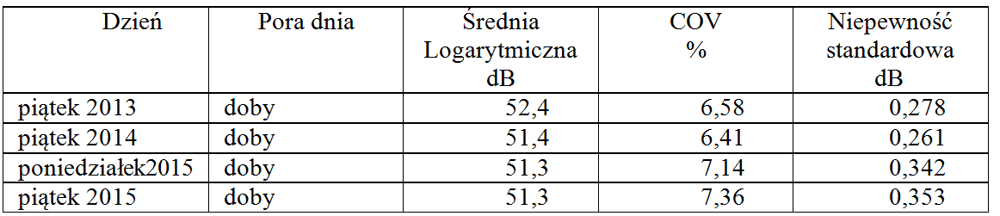 Dzień Pora dnia Średnia Logarytmiczna dB COV % Niepewność standardowa dB
piątek 2013 doby 52,4 6,58 0,278
piątek 2014 doby 51,4 6,41 0,261
poniedziałek2015 doby 51,3 7,14 0,342
piątek 2015 doby 51,3 7,36 0,353